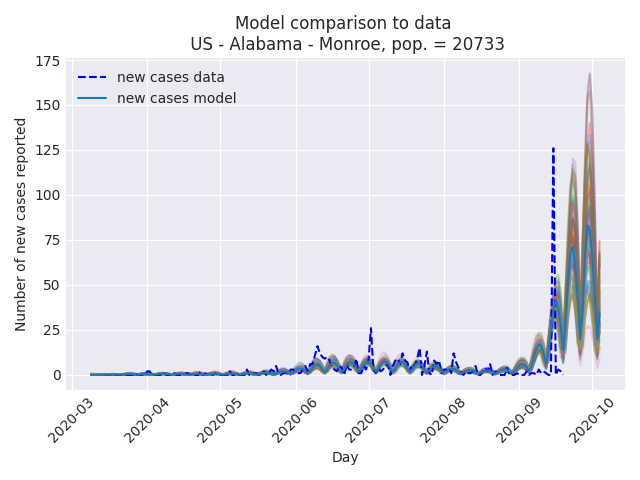 Model comparison to data
US - Alabama - Monroe, pop. = 20733
Number of new cases reported
175
150
125
100
75
50
25
0
new cases data
new cases model
2020-03
2020-04
2020-05
2020-06
2020-07
2020-08
2020-09
2020-10
Day